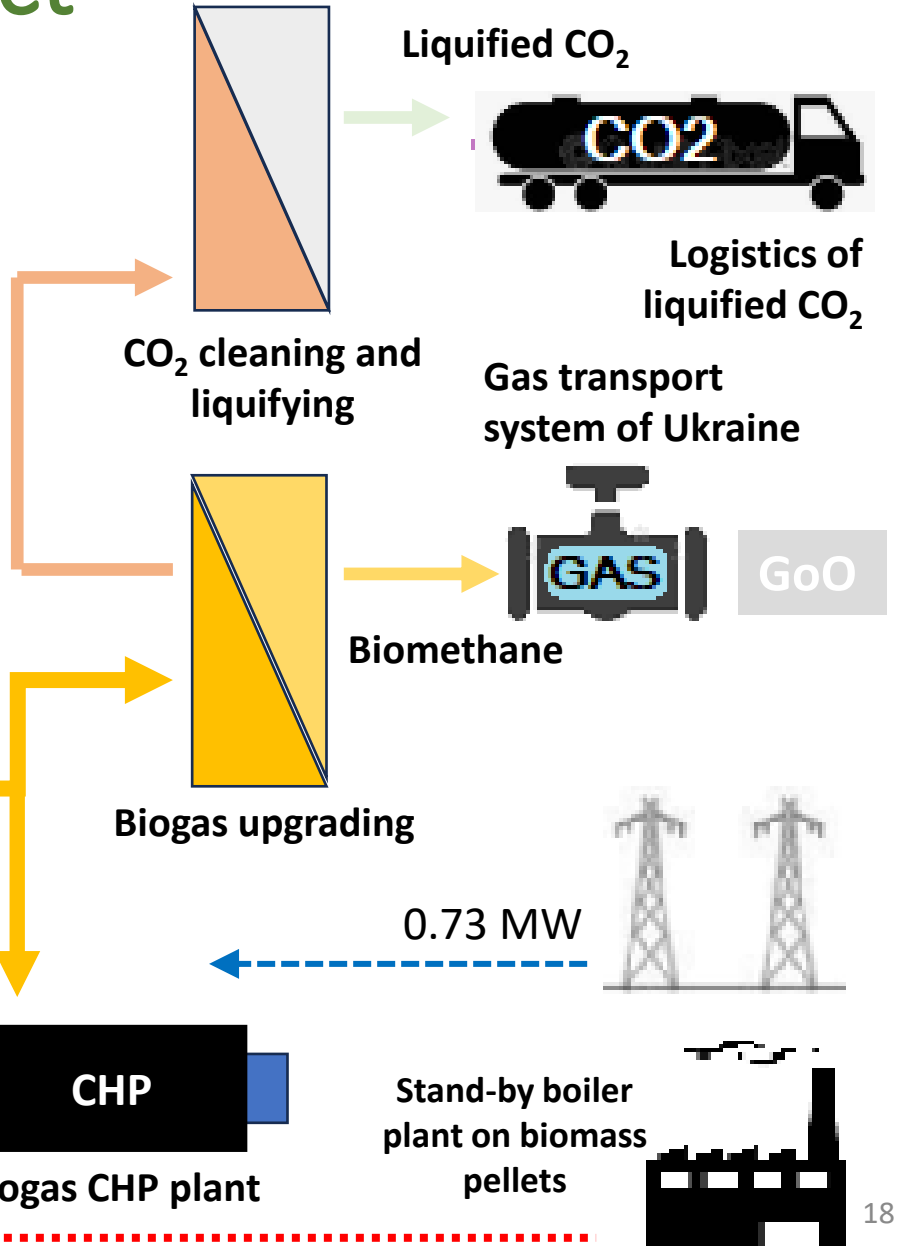 Liquified CO₂
CO2
Logistics of
liquified CO₂
CO₂ cleaning and
liquifying
Gas transport
system of Ukraine
GAS
GoO
Biomethane
Biogas upgrading
0.73 MW
CHP
Stand-by boiler
plant on biomass
pellets
ogas CHP plant
18